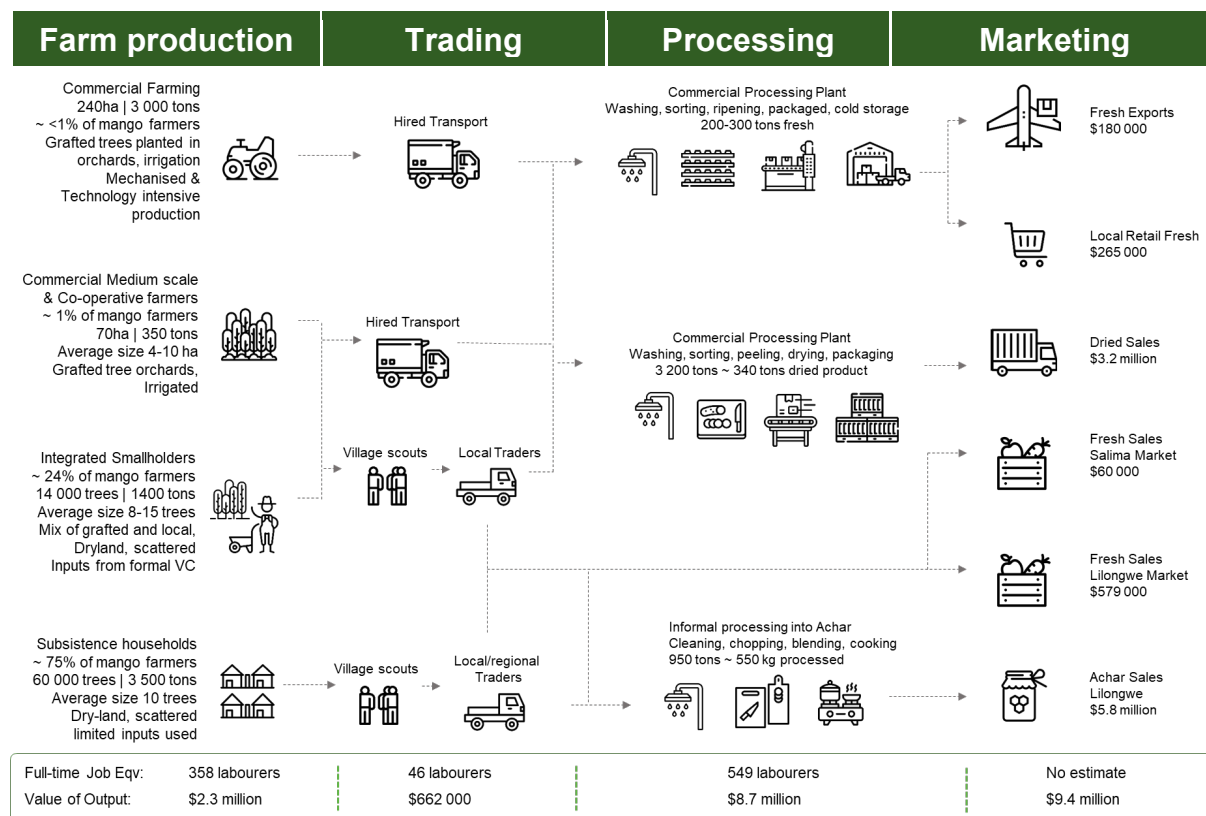 Farm production
Trading
Processing
Marketing
Commercial Farming
240ha | 3 000 tons
~ <1% of mango farmers
Grafted trees planted in
orchards, irrigation
Mechanised &
Technology intensive
production
Hired Transport
Commercial Processing Plant
Washing, sorting, ripening, packaged, cold storage
200-300 tons fresh
Fresh Exports
$180 000
Local Retail Fresh
$265 000
Commercial Medium scale
& Co-operative farmers
~ 1% of mango farmers
70ha | 350 tons
Average size 4-10 ha
Grafted tree orchards,
Irrigated
Hired Transport
Commercial Processing Plant
Washing, sorting, peeling, drying, packaging
3 200 tons ~ 340 tons dried product
Dried Sales
$3.2 million
Integrated Smallholders
~ 24% of mango farmers
14 000 trees | 1400 tons
Average size 8-15 trees
Mix of grafted and local,
Dryland, scattered
Inputs from formal VC
Village scouts
Local Traders
Fresh Sales
Salima Market
$60 000
Fresh Sales
Lilongwe Market
$579 000
Subsistence households
~ 75% of mango farmers
60 000 trees | 3 500 tons
Average size 10 trees
Dry-land, scattered
limited inputs used
Village scouts
Local/regional
Traders
Informal processing into Achar
Cleaning, chopping, blending, cooking
950 tons ~ 550 kg processed
Achar Sales
Lilongwe
$5.8 million
Full-time Job Eqv: 358 labourers 46 labourers 549 labourers No estimate
Value of Output: $2.3 million $662 000 $8.7 million $9.4 million